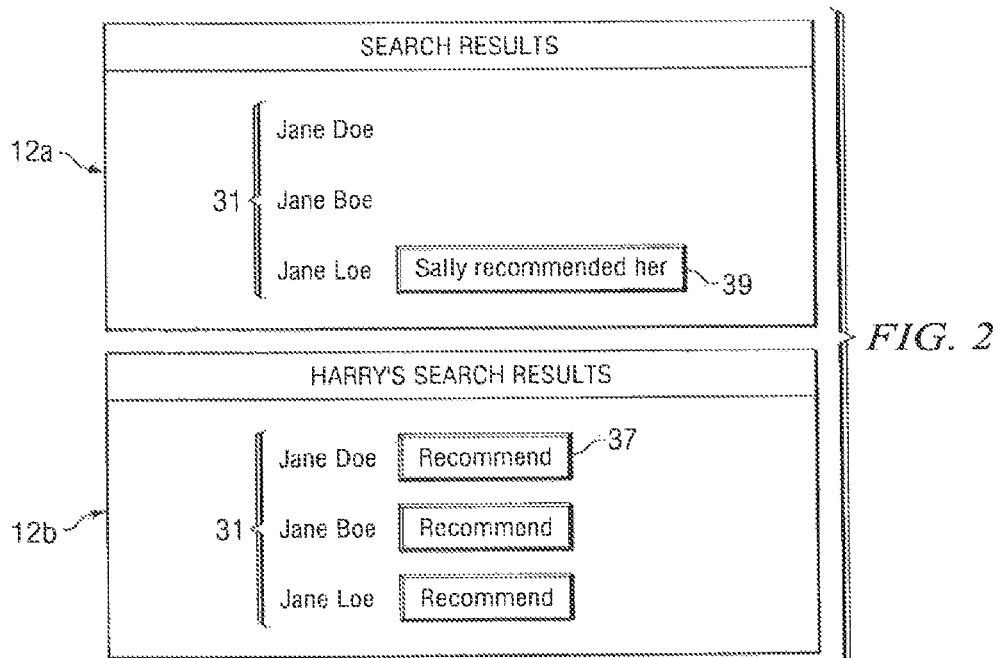 SEARCH RESULTS
Jane Doe
12a
31
Jane Boe
Jane Loe
Sally recommended her
39
FIG. 2
HARRY'S SEARCH RESULTS
Jane Doe
Recommend
37
12b
31
Jane Boe
Recommend
Jane Loe
Recommend